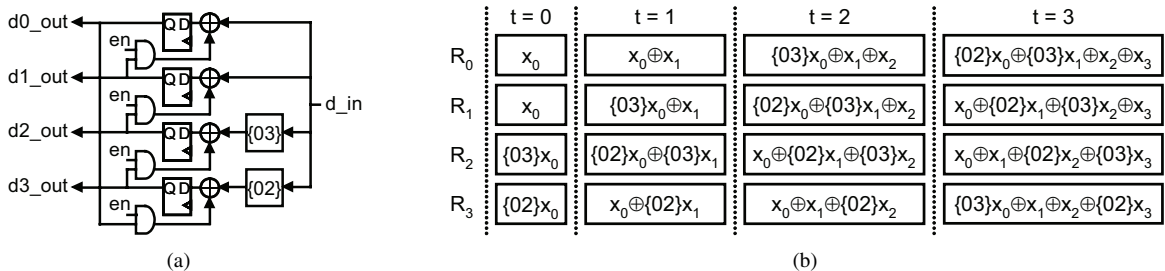 d0_out
Q D
en
d1_out
Q D
en
d_in
d2_out
Q D
{03}
en
d3_out
Q D
{02}
en
(a)
t = 0 t = 1 t = 2 t = 3
R₀ x₀ x₀⊕x₁ {03}x₀⊕x₁⊕x₂ {02}x₀⊕{03}x₁⊕x₂⊕x₃
R₁ x₀ {03}x₀⊕x₁ {02}x₀⊕{03}x₁⊕x₂ x₀⊕{02}x₁⊕{03}x₂⊕x₃
R₂ {03}x₀ {02}x₀⊕{03}x₁ x₀⊕{02}x₁⊕{03}x₂ x₀⊕x₁⊕{02}x₂⊕{03}x₃
R₃ {02}x₀ x₀⊕{02}x₁ x₀⊕x₁⊕{02}x₂ {03}x₀⊕x₁⊕x₂⊕{02}x₃
(b)